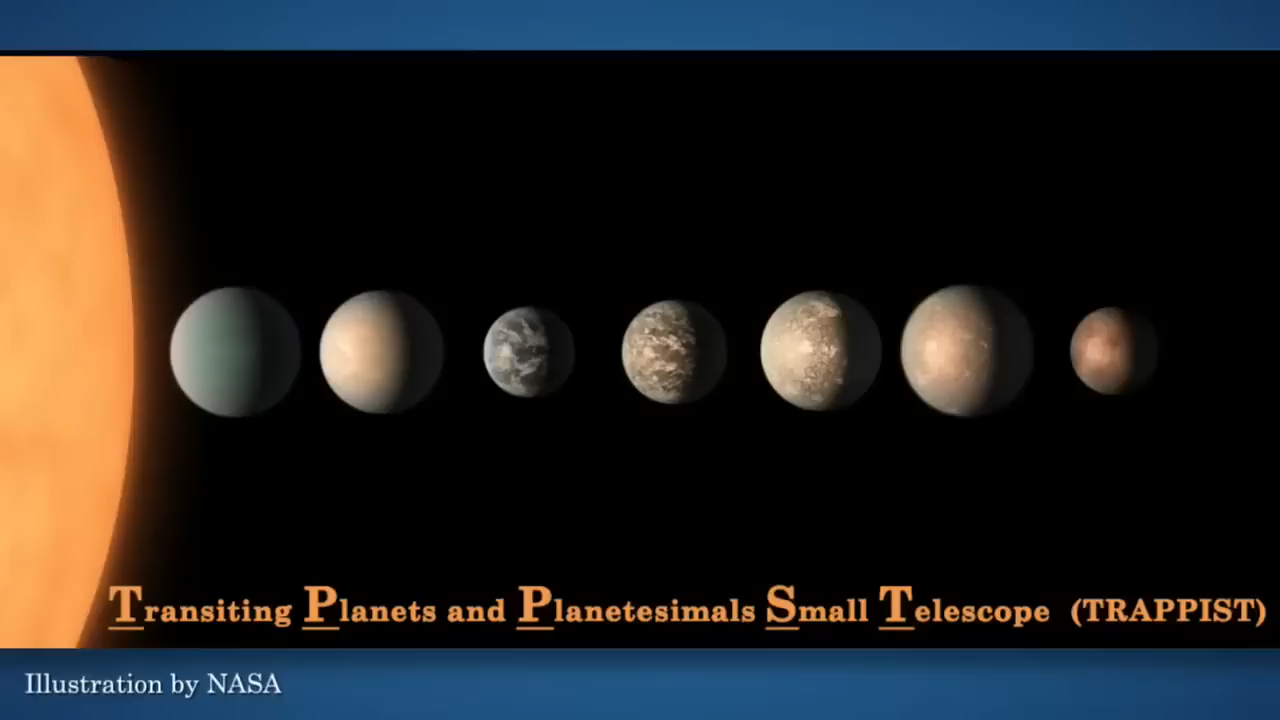 Transiting Planets and Planetesimals Small Telescope (TRAPPIST)
Illustration by NASA